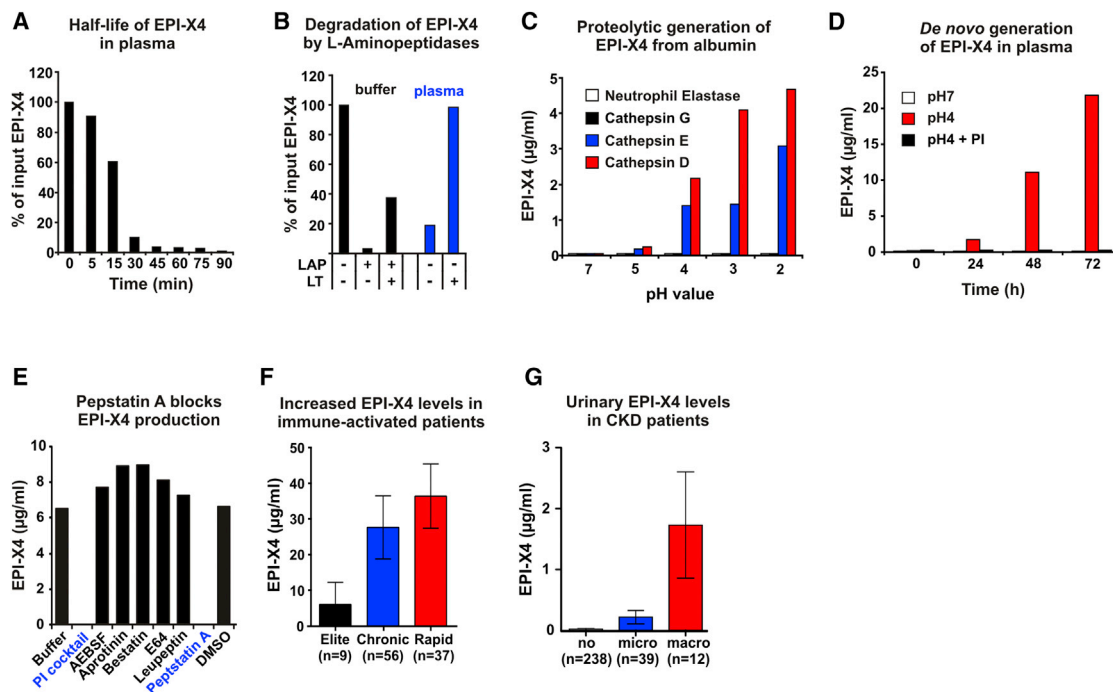 A
Half-life of EPI-X4
in plasma
% of input EPI-X4
120
100
80
60
40
20
0
0 5 15 30 45 60 75 90
Time (min)
B
Degradation of EPI-X4
by L-Aminopeptidases
% of input EPI-X4
120
100
80
60
40
20
0
buffer plasma
LAP - + + - -
LT - - + - +
C
Proteolytic generation of
EPI-X4 from albumin
EPI-X4 (µg/ml)
5
4
3
2
1
0
Neutrophil Elastase
Cathepsin G
Cathepsin E
Cathepsin D
7 5 4 3 2
pH value
D
De novo generation
of EPI-X4 in plasma
EPI-X4 (µg/ml)
25
20
15
10
5
0
pH7
pH4
pH4 + PI
0 24 48 72
Time (h)
E
Pepstatin A blocks
EPI-X4 production
EPI-X4 (µg/ml)
10
8
6
4
2
0
Buffer
PI cocktail
AEBSF
Aprotinin
Bestatin
E64
Leupeptin
Peptstatin A
DMSO
F
Increased EPI-X4 levels in
immune-activated patients
EPI-X4 (µg/ml)
50
40
30
20
10
0
Elite Chronic Rapid
(n=9) (n=56) (n=37)
G
Urinary EPI-X4 levels
in CKD patients
EPI-X4 (µg/ml)
3
2
1
0
no micro macro
(n=238) (n=39) (n=12)